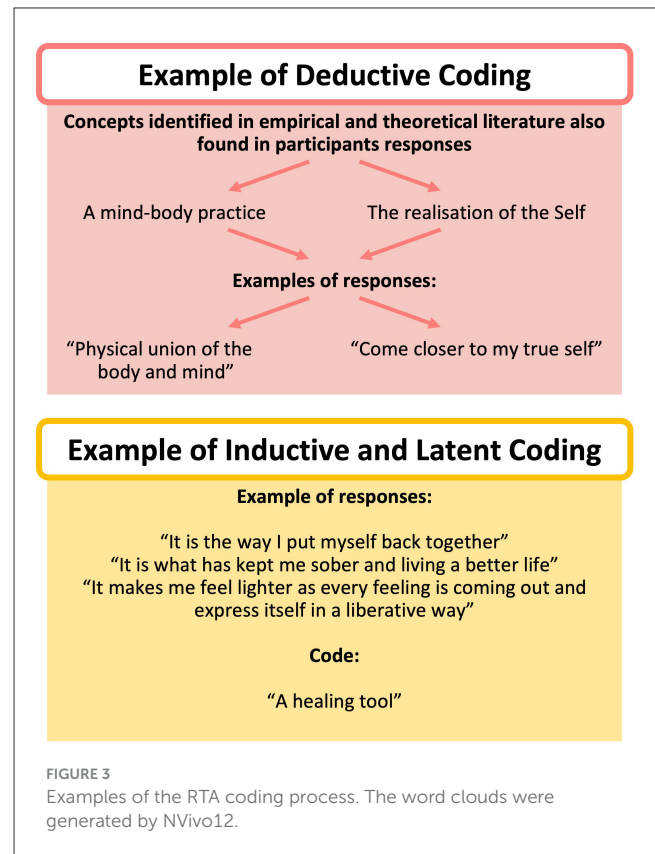 Example of Deductive Coding
Concepts identified in empirical and theoretical literature also
found in participants responses
A mind-body practice
The realisation of the Self
Examples of responses:
“Physical union of the
body and mind”
“Come closer to my true self”
Example of Inductive and Latent Coding
Example of responses:
“It is the way I put myself back together”
“It is what has kept me sober and living a better life”
“It makes me feel lighter as every feeling is coming out and
express itself in a liberative way”
Code:
“A healing tool”
FIGURE 3
Examples of the RTA coding process. The word clouds were
generated by NVivo12.